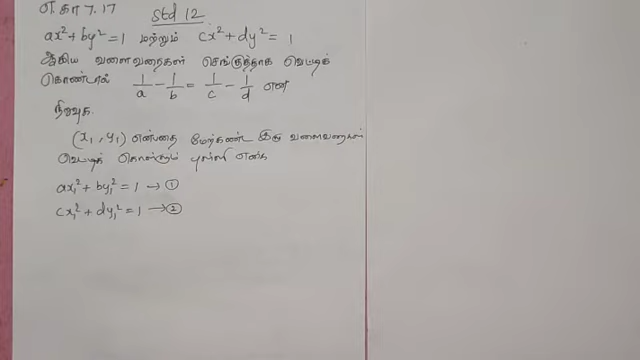 எ.கா 7.17 Std 12
ax² + by² = 1 மற்றும் cx² + dy² = 1
ஆகிய வளைவரைகள் செங்குத்தாக வெட்டிக்
கொண்டால் 1/a - 1/b = 1/c - 1/d என
நிறுவுக.
(x₁, y₁) என்பதை மேற்கண்ட இரு வளைவரைகள்
வெட்டிக் கொள்ளும் புள்ளி என்க
ax₁² + by₁² = 1 → ①
cx₁² + dy₁² = 1 → ②